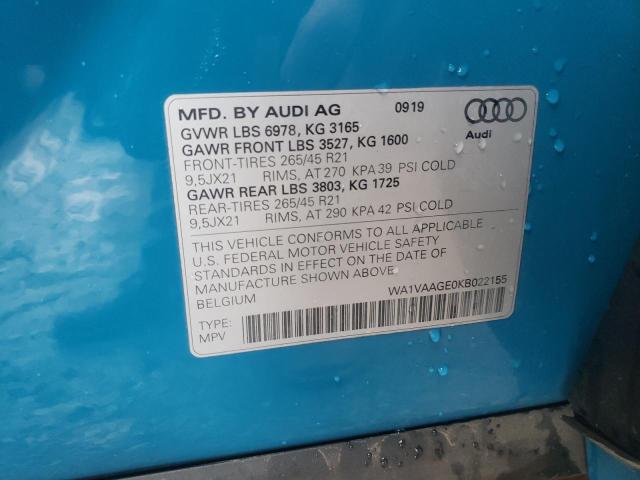 MFD. BY AUDI AG 0919
GVWR LBS 6978, KG 3165
GAWR FRONT LBS 3527, KG 1600
FRONT-TIRES 265/45 R21
9,5JX21 RIMS, AT 270 KPA 39 PSI COLD
GAWR REAR LBS 3803, KG 1725
REAR-TIRES 265/45 R21
9,5JX21 RIMS, AT 290 KPA 42 PSI COLD
Audi
THIS VEHICLE CONFORMS TO ALL APPLICABLE
U.S. FEDERAL MOTOR VEHICLE SAFETY
STANDARDS IN EFFECT ON THE DATE OF
MANUFACTURE SHOWN ABOVE.
BELGIUM
WA1VAAGE0KB022155
TYPE:
MPV